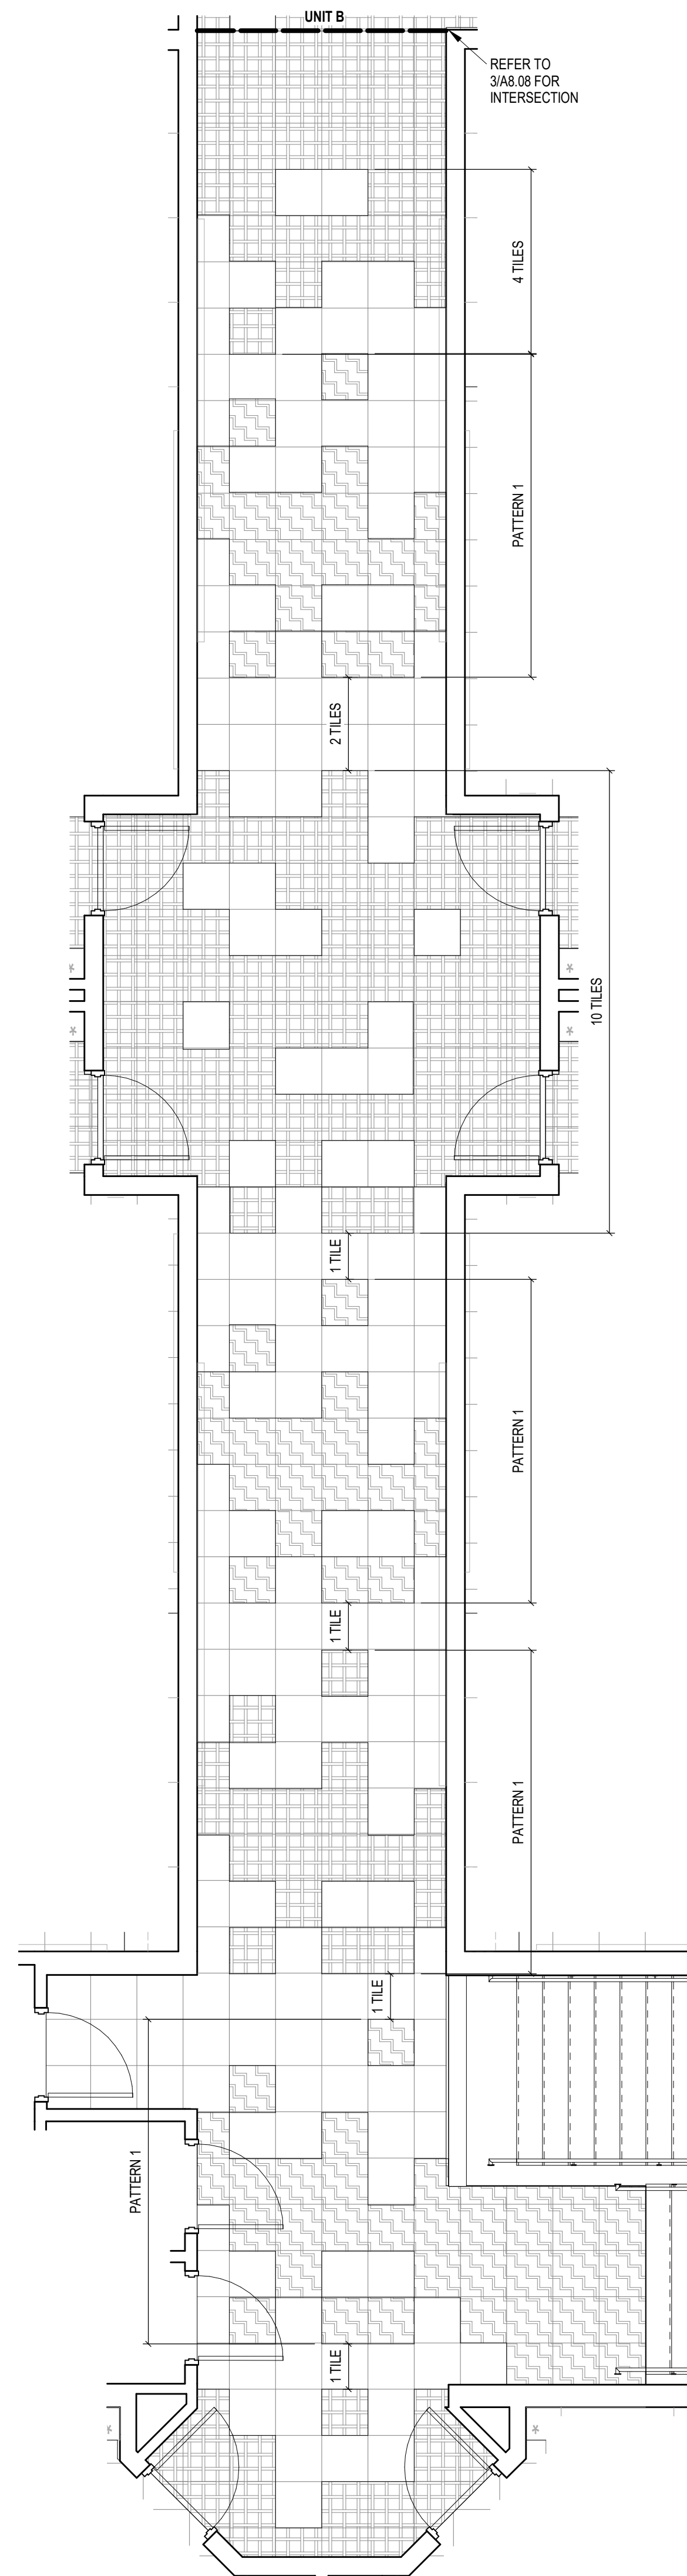 UNIT B
REFER TO
3/A8.08 FOR
INTERSECTION
4 TILES
PATTERN 1
2 TILES
10 TILES
1 TILE
PATTERN 1
1 TILE
PATTERN 1
1 TILE
PATTERN 1
1 TILE